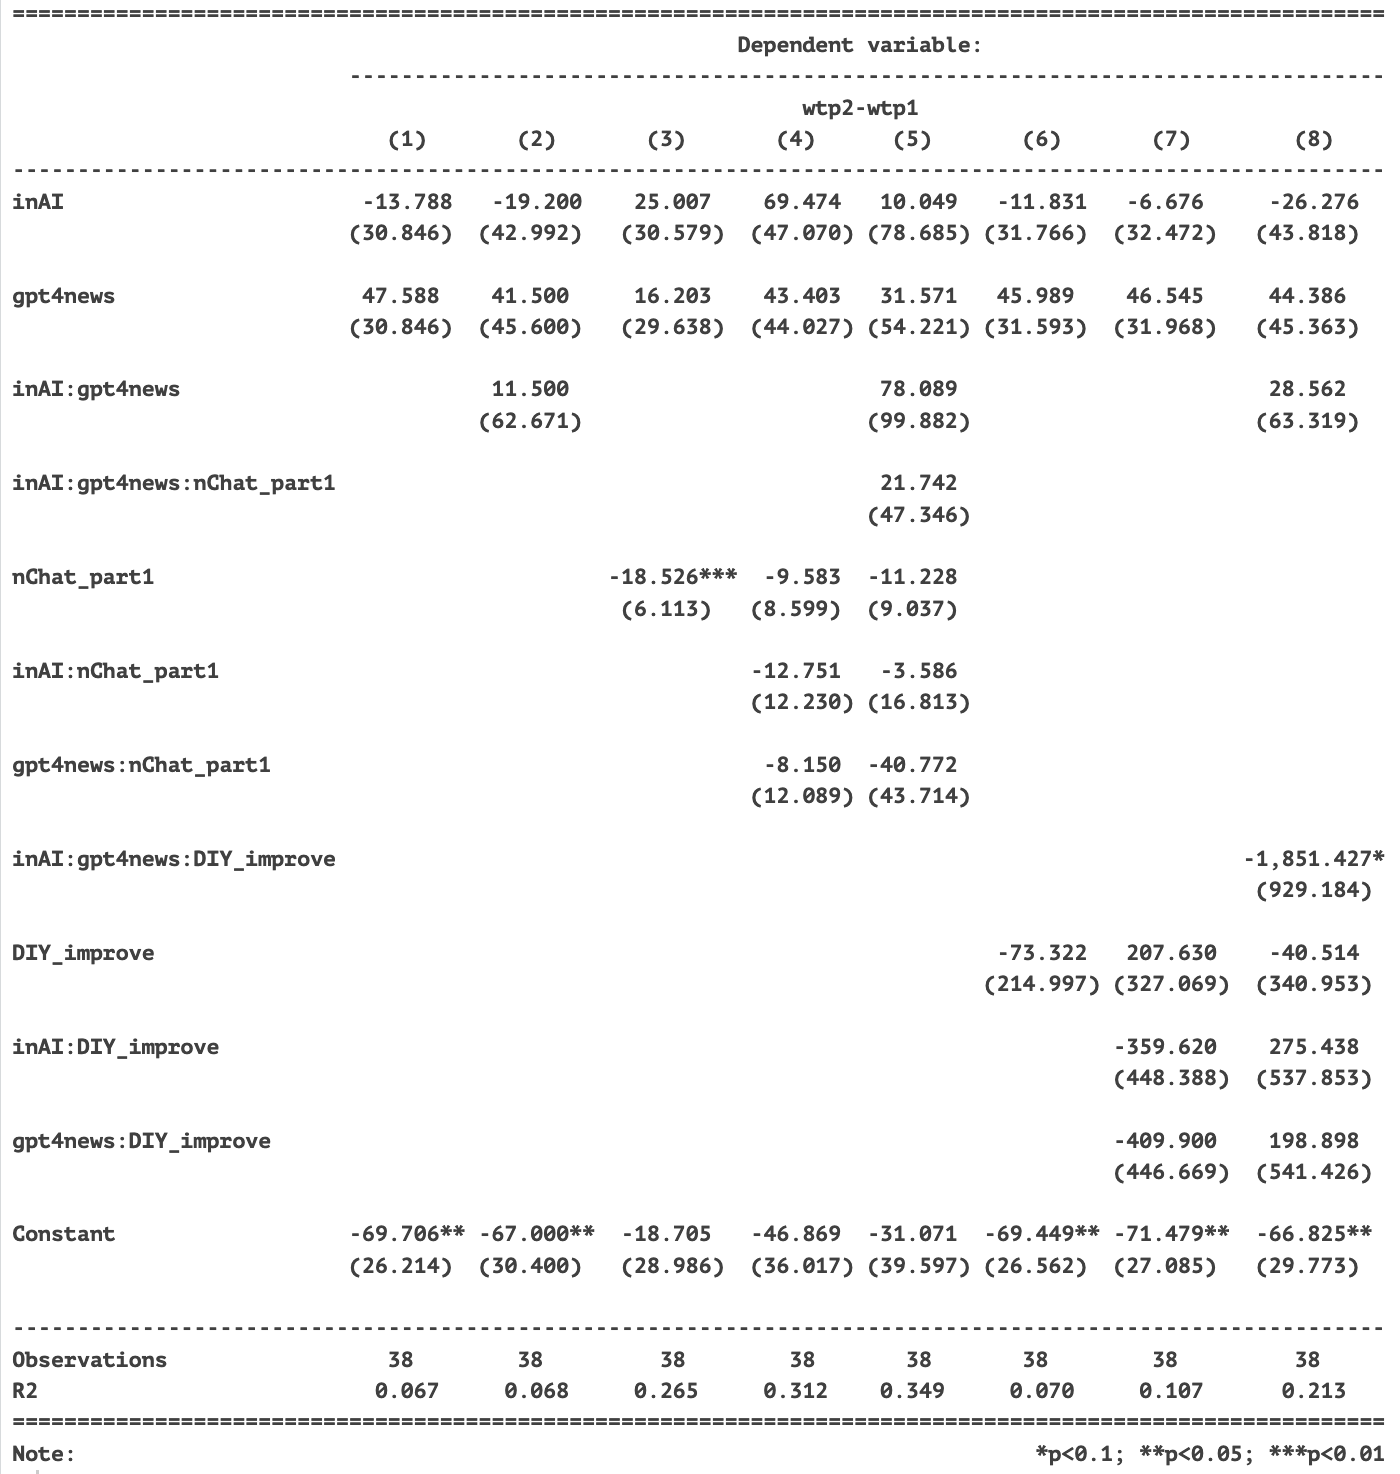 ==========================================================================================================
Dependent variable:
--------------------------------------------------------------------------------
wtp2-wtp1
(1) (2) (3) (4) (5) (6) (7) (8)
----------------------------------------------------------------------------------------------------------
inAI -13.788 -19.200 25.007 69.474 10.049 -11.831 -6.676 -26.276
(30.846) (42.992) (30.579) (47.070) (78.685) (31.766) (32.472) (43.818)
gpt4news 47.588 41.500 16.203 43.403 31.571 45.989 46.545 44.386
(30.846) (45.600) (29.638) (44.027) (54.221) (31.593) (31.968) (45.363)
inAI:gpt4news 11.500 78.089 28.562
(62.671) (99.882) (63.319)
inAI:gpt4news:nChat_part1 21.742
(47.346)
nChat_part1 -18.526*** -9.583 -11.228
(6.113) (8.599) (9.037)
inAI:nChat_part1 -12.751 -3.586
(12.230) (16.813)
gpt4news:nChat_part1 -8.150 -40.772
(12.089) (43.714)
inAI:gpt4news:DIY_improve -1,851.427*
(929.184)
DIY_improve -73.322 207.630 -40.514
(214.997) (327.069) (340.953)
inAI:DIY_improve -359.620 275.438
(448.388) (537.853)
gpt4news:DIY_improve -409.900 198.898
(446.669) (541.426)
Constant -69.706** -67.000** -18.705 -46.869 -31.071 -69.449** -71.479** -66.825**
(26.214) (30.400) (28.986) (36.017) (39.597) (26.562) (27.085) (29.773)
----------------------------------------------------------------------------------------------------------
Observations 38 38 38 38 38 38 38 38
R2 0.067 0.068 0.265 0.312 0.349 0.070 0.107 0.213
==========================================================================================================
Note: *p<0.1; **p<0.05; ***p<0.01